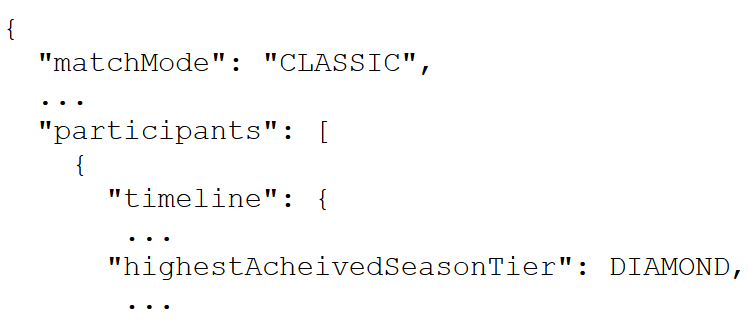 {
"matchMode": "CLASSIC",
...
"participants": [
{
"timeline": {
...
"highestAcheivedSeasonTier": DIAMOND,
...